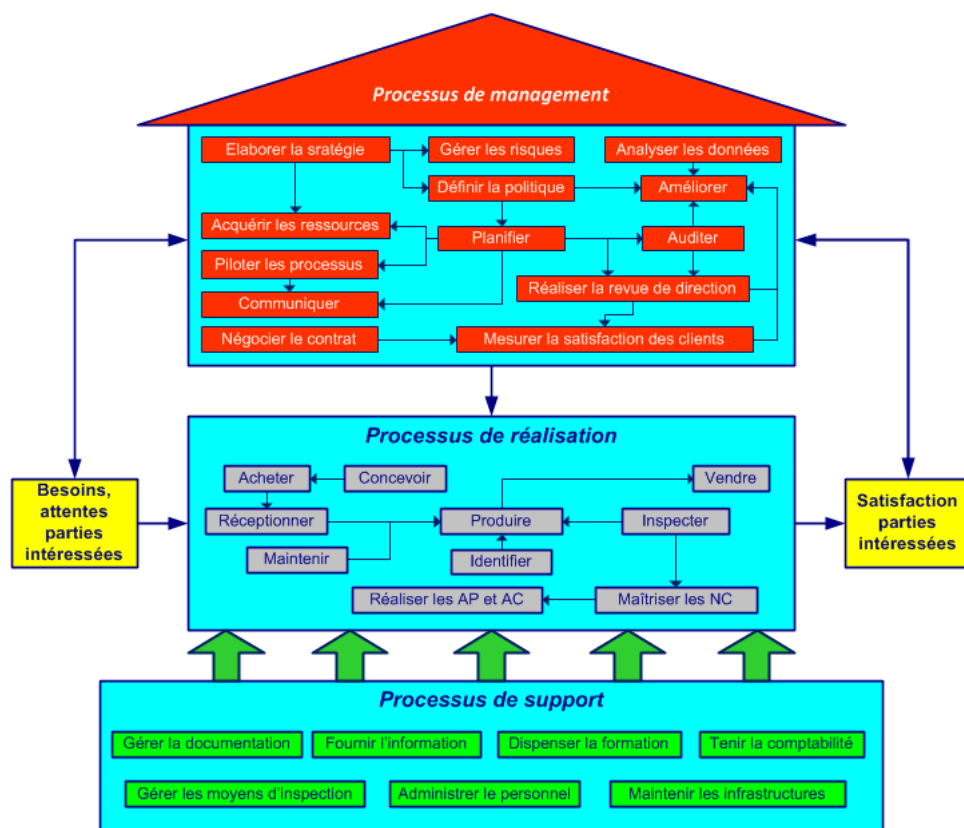 Processus de management
Elaborer la sratégie
Gérer les risques
Analyser les données
Définir la politique
Améliorer
Acquérir les ressources
Planifier
Auditer
Piloter les processus
Réaliser la revue de direction
Communiquer
Négocier le contrat
Mesurer la satisfaction des clients
Processus de réalisation
Acheter
Concevoir
Vendre
Besoins,
attentes
parties
intéressées
Réceptionner
Produire
Inspecter
Maintenir
Identifier
Réaliser les AP et AC
Maîtriser les NC
Satisfaction
parties
intéressées
Processus de support
Gérer la documentation
Fournir l'information
Dispenser la formation
Tenir la comptabilité
Gérer les moyens d'inspection
Administrer le personnel
Maintenir les infrastructures